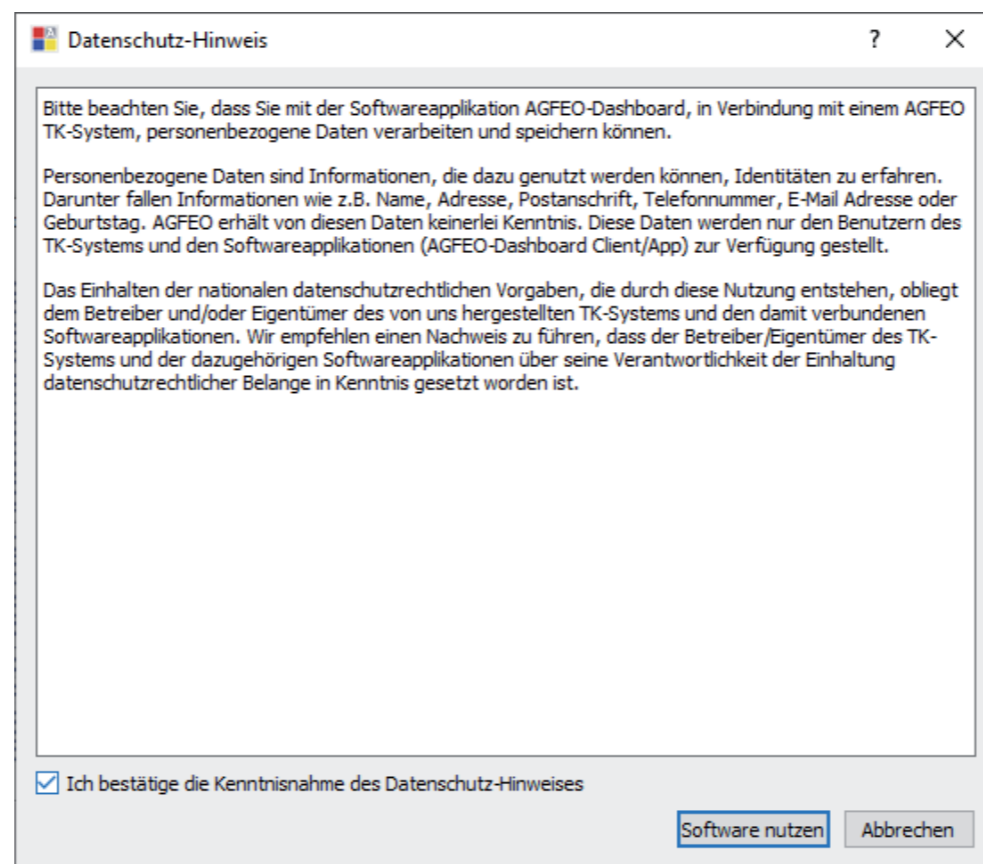 Datenschutz-Hinweis
?
Bitte beachten Sie, dass Sie mit der Softwareapplikation AGFEO-Dashboard, in Verbindung mit einem AGFEO
TK-System, personenbezogene Daten verarbeiten und speichern können.
Personenbezogene Daten sind Informationen, die dazu genutzt werden können, Identitäten zu erfahren.
Darunter fallen Informationen wie z.B. Name, Adresse, Postanschrift, Telefonnummer, E-Mail Adresse oder
Geburtstag. AGFEO erhält von diesen Daten keinerlei Kenntnis. Diese Daten werden nur den Benutzern des
TK-Systems und den Softwareapplikationen (AGFEO-Dashboard Client/App) zur Verfügung gestellt.
Das Einhalten der nationalen datenschutzrechtlichen Vorgaben, die durch diese Nutzung entstehen, obliegt
dem Betreiber und/oder Eigentümer des von uns hergestellten TK-Systems und den damit verbundenen
Softwareapplikationen. Wir empfehlen einen Nachweis zu führen, dass der Betreiber/Eigentümer des TK-
Systems und der dazugehörigen Softwareapplikationen über seine Verantwortlichkeit der Einhaltung
datenschutzrechtlicher Belange in Kenntnis gesetzt worden ist.
Ich bestätige die Kenntnisnahme des Datenschutz-Hinweises
Software nutzen Abbrechen